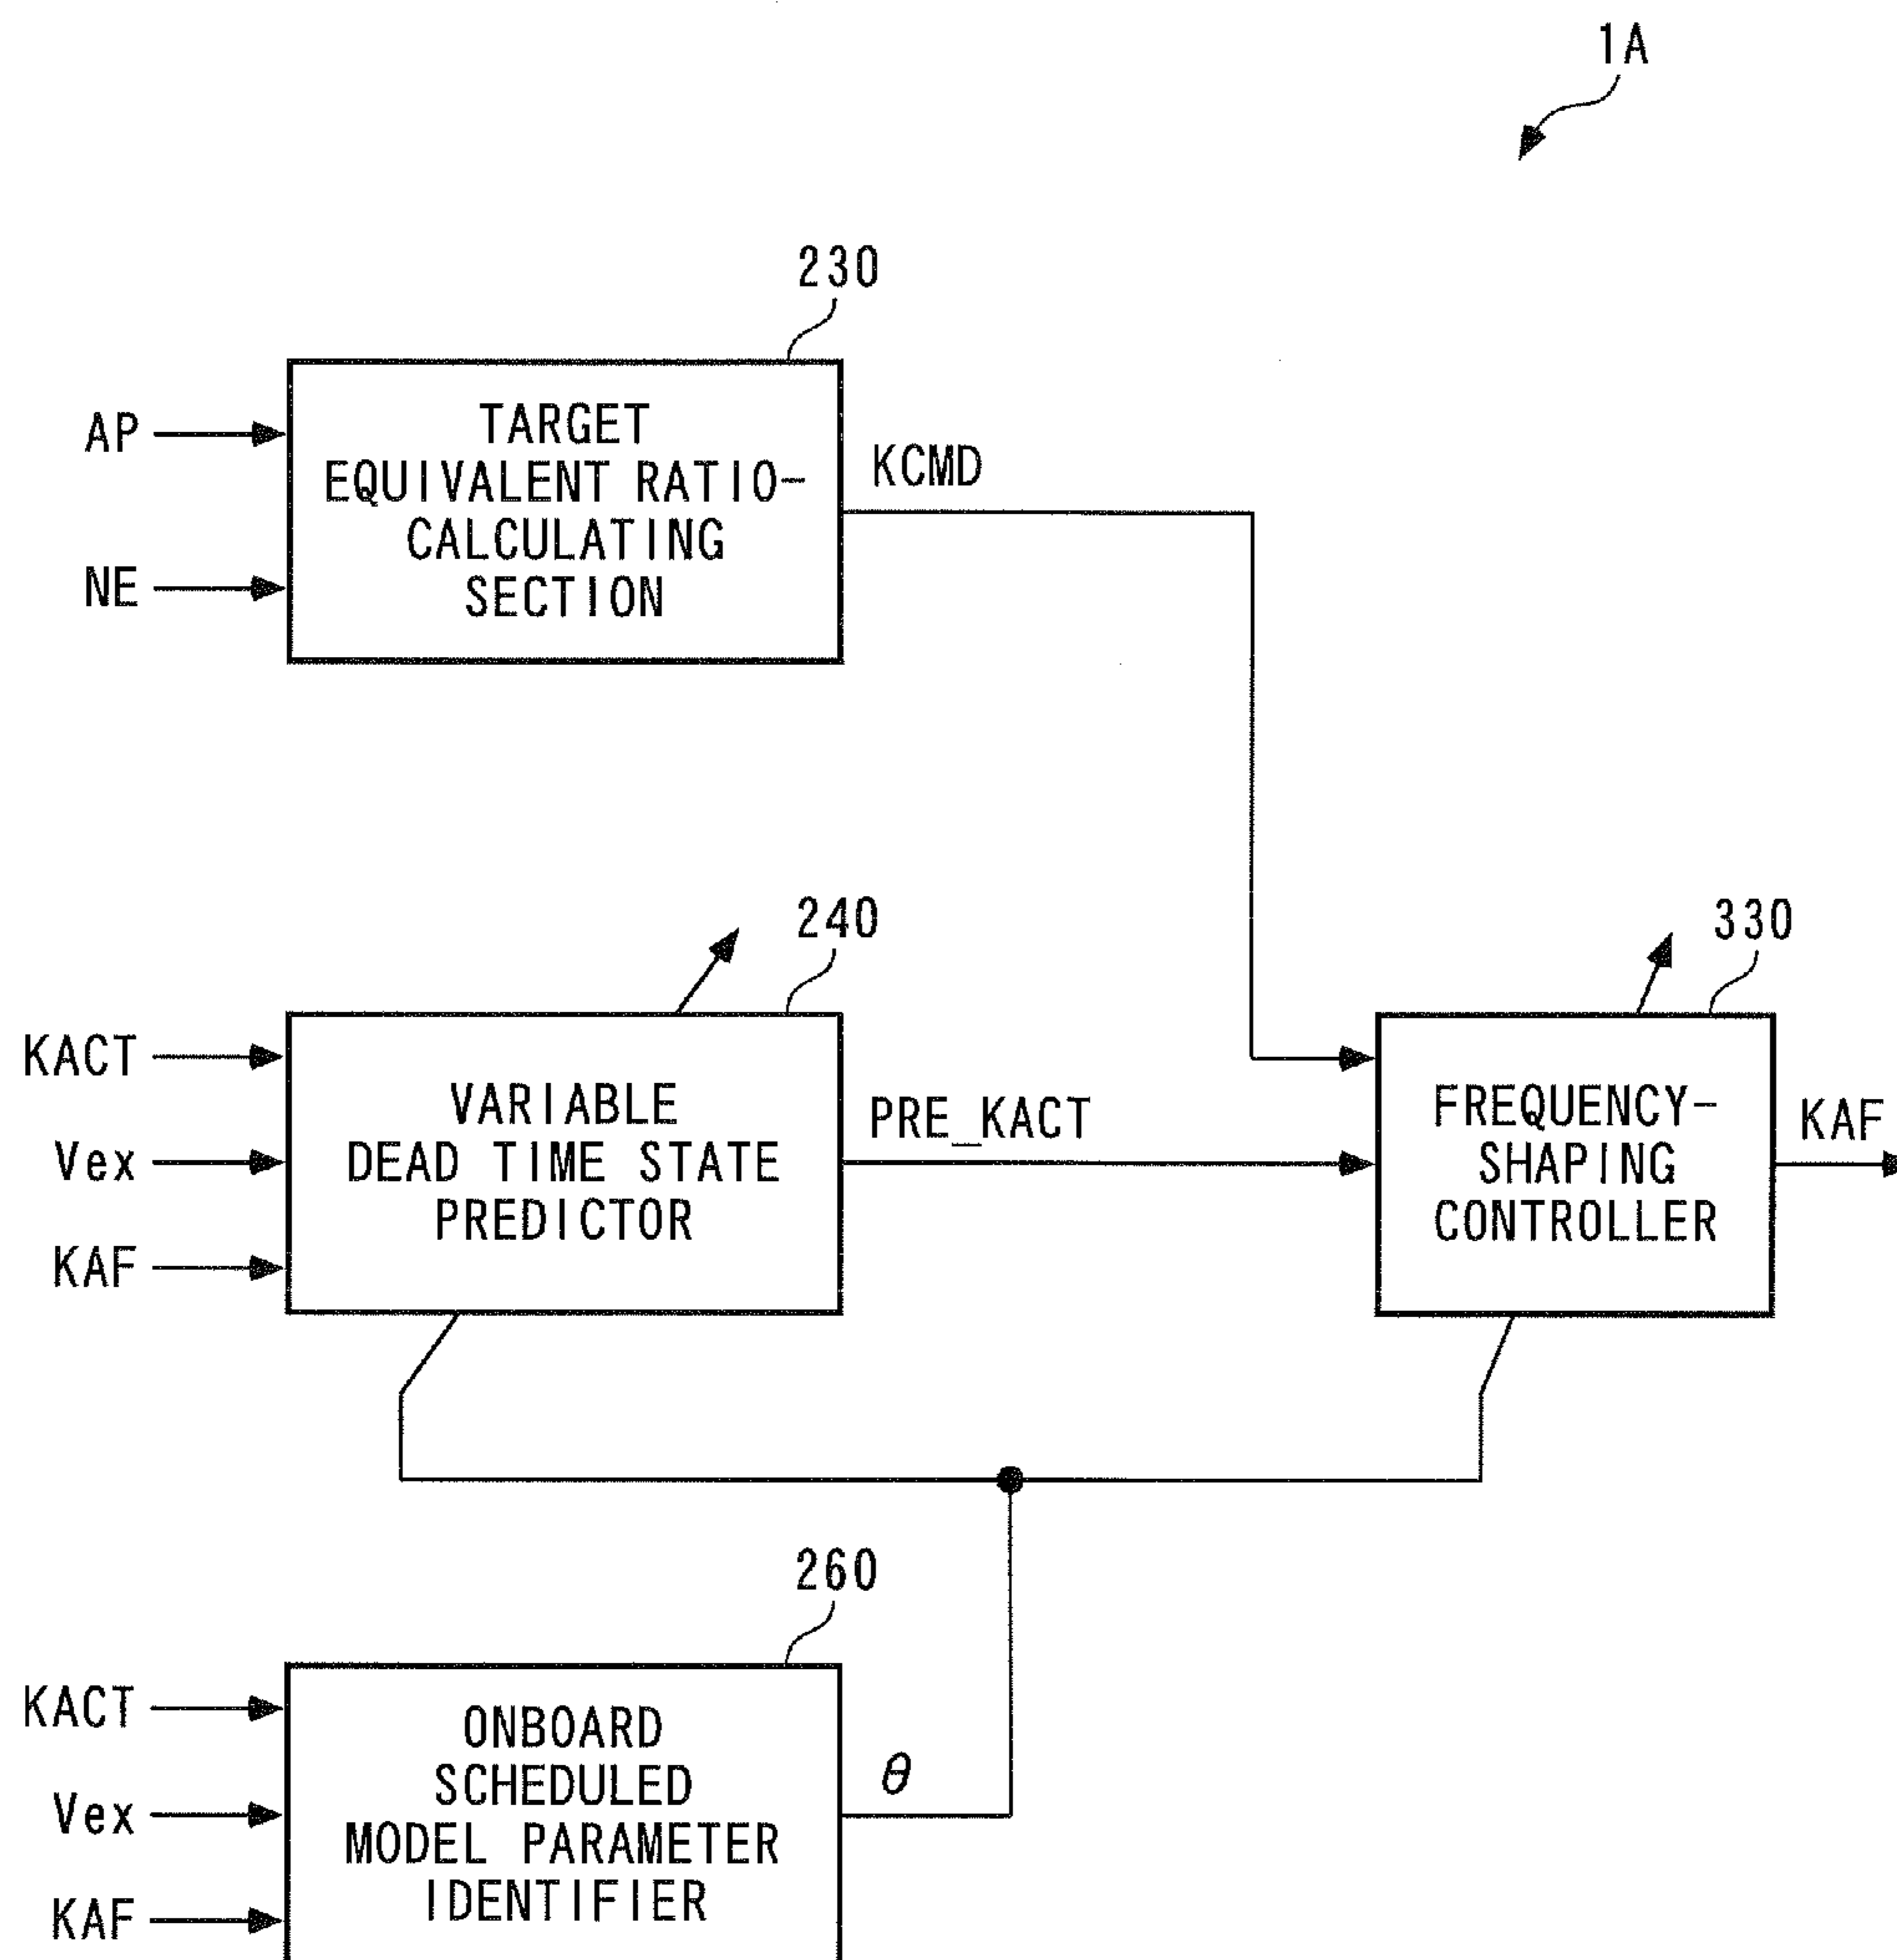 1A
230
AP
NE
TARGET
EQUIVALENT RATIO-
CALCULATING
SECTION
KCMD
240
330
KACT
Vex
KAF
VARIABLE
DEAD TIME STATE
PREDICTOR
PRE_KACT
FREQUENCY-
SHAPING
CONTROLLER
KAF
260
KACT
Vex
KAF
ONBOARD
SCHEDULED
MODEL PARAMETER
IDENTIFIER
θ